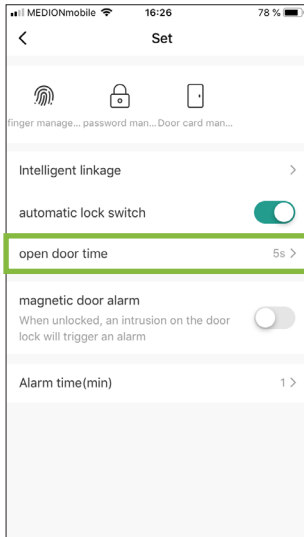 MEDIONmobile 16:26 78 %
Set
finger manage... password man... Door card man...
Intelligent linkage
automatic lock switch
open door time 5s
magnetic door alarm
When unlocked, an intrusion on the door
lock will trigger an alarm
Alarm time(min) 1